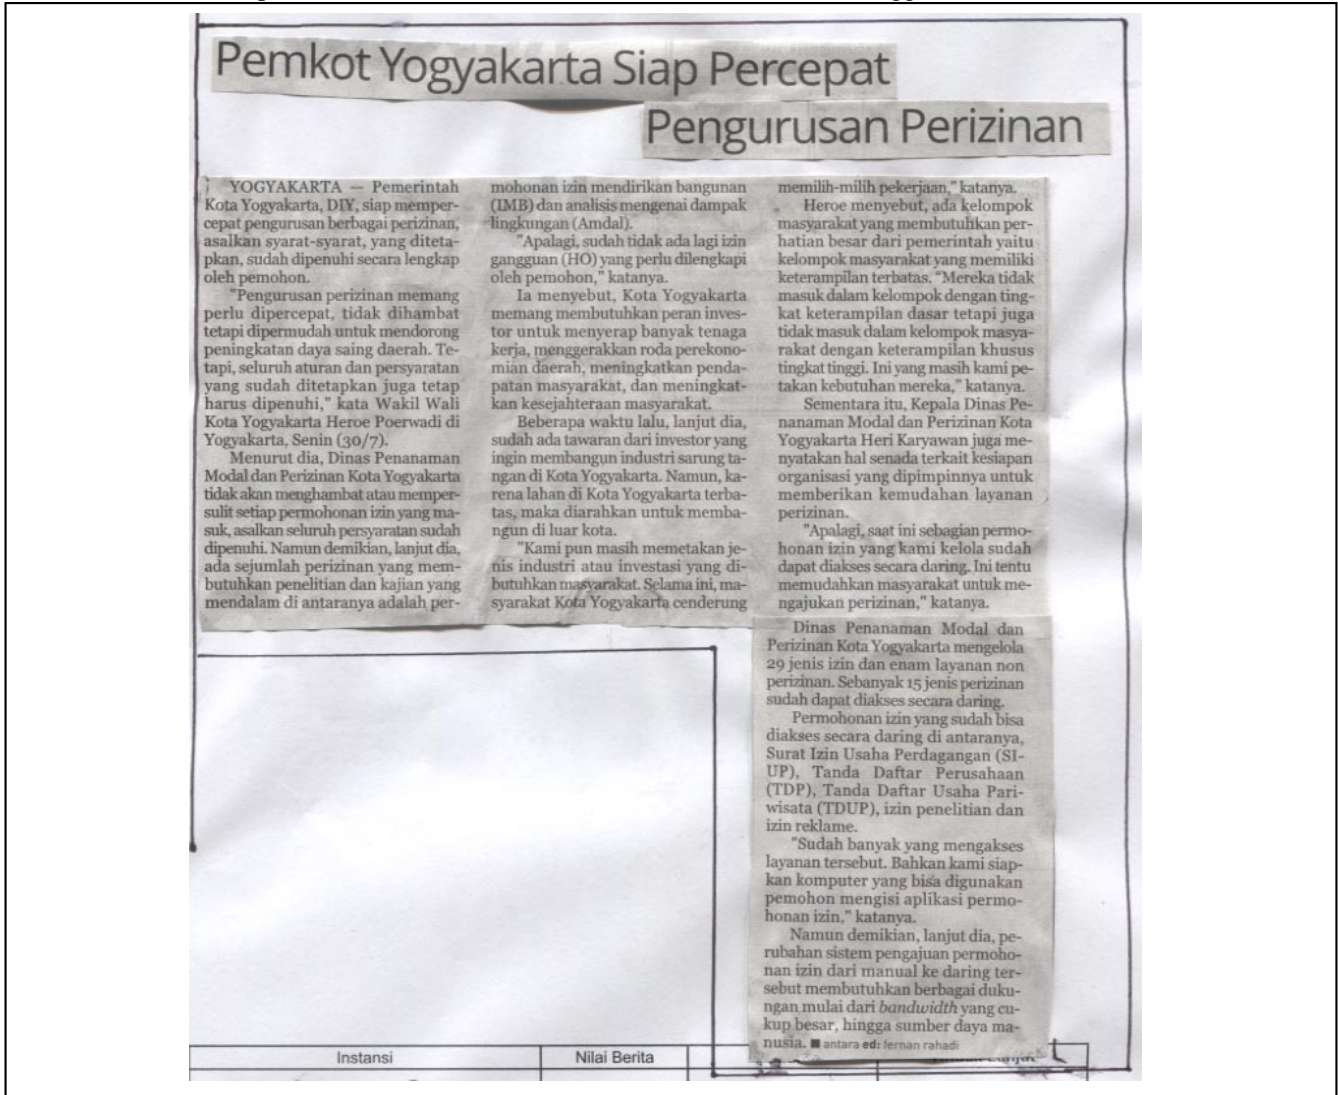 Pemkot Yogyakarta Siap Percepat
Pengurusan Perizinan
YOGYAKARTA — Pemerintah
Kota Yogyakarta, DIY, siap memper-
cepat pengurusan berbagai perizinan,
asalkan syarat-syarat, yang diteta-
pkan, sudah dipenuhi secara lengkap
oleh pemohon.
"Pengurusan perizinan memang
perlu dipercepat, tidak dihambat
tetapi dipermudah untuk mendorong
peningkatan daya saing daerah. Te-
tapi, seluruh aturan dan persyaratan
yang sudah ditetapkan juga tetap
harus dipenuhi," kata Wakil Wali
Kota Yogyakarta Heroe Poerwadi di
Yogyakarta, Senin (30/7).
Menurut dia, Dinas Penanaman
Modal dan Perizinan Kota Yogyakarta
tidak akan menghambat atau memper-
sulit setiap permohonan izin yang ma-
suk, asalkan seluruh persyaratan sudah
dipenuhi. Namun demikian, lanjut dia,
ada sejumlah perizinan yang mem-
butuhkan penelitian dan kajian yang
mendalam di antaranya adalah per-
mohonan izin mendirikan bangunan
(IMB) dan analisis mengenai dampak
lingkungan (Amdal).
"Apalagi, sudah tidak ada lagi izin
gangguan (HO) yang perlu dilengkapi
oleh pemohon," katanya.
Ia menyebut, Kota Yogyakarta
memang membutuhkan peran inves-
tor untuk menyerap banyak tenaga
kerja, menggerakkan roda perekono-
mian daerah, meningkatkan penda-
patan masyarakat, dan meningkat-
kan kesejahteraan masyarakat.
Beberapa waktu lalu, lanjut dia,
sudah ada tawaran dari investor yang
ingin membangun industri sarung ta-
ngan di Kota Yogyakarta. Namun, ka-
rena lahan di Kota Yogyakarta terba-
tas, maka diarahkan untuk memba-
ngun di luar kota.
"Kami pun masih memetakan je-
nis industri atau investasi yang di-
butuhkan masyarakat. Selama ini, ma-
syarakat Kota Yogyakarta cenderung
memilih-milih pekerjaan," katanya.
Heroe menyebut, ada kelompok
masyarakat yang membutuhkan per-
hatian besar dari pemerintah yaitu
kelompok masyarakat yang memiliki
keterampilan terbatas. "Mereka tidak
masuk dalam kelompok dengan ting-
kat keterampilan dasar tetapi juga
tidak masuk dalam kelompok masya-
rakat dengan keterampilan khusus
tingkat tinggi. Ini yang masih kami pe-
takan kebutuhan mereka," katanya.
Sementara itu, Kepala Dinas Pe-
nanaman Modal dan Perizinan Kota
Yogyakarta Heri Karyawan juga me-
nyatakan hal senada terkait kesiapan
organisasi yang dipimpinnya untuk
memberikan kemudahan layanan
perizinan.
"Apalagi, saat ini sebagian permo-
honan izin yang kami kelola sudah
dapat diakses secara daring. Ini tentu
memudahkan masyarakat untuk me-
ngajukan perizinan," katanya.
Dinas Penanaman Modal dan
Perizinan Kota Yogyakarta mengelola
29 jenis izin dan enam layanan non
perizinan. Sebanyak 15 jenis perizinan
sudah dapat diakses secara daring.
Permohonan izin yang sudah bisa
diakses secara daring di antaranya,
Surat Izin Usaha Perdagangan (SI-
UP), Tanda Daftar Perusahaan
(TDP), Tanda Daftar Usaha Pari-
wisata (TDUP), izin penelitian dan
izin reklame.
"Sudah banyak yang mengakses
layanan tersebut. Bahkan kami siap-
kan komputer yang bisa digunakan
pemohon mengisi aplikasi permo-
honan izin," katanya.
Namun demikian, lanjut dia, pe-
rubahan sistem pengajuan permoho-
nan izin dari manual ke daring ter-
sebut membutuhkan berbagai duku-
ngan mulai dari bandwidth yang cu-
kup besar, hingga sumber daya ma-
nusia. ■ antara ed: fernan rahadi
Instansi
Nilai Berita